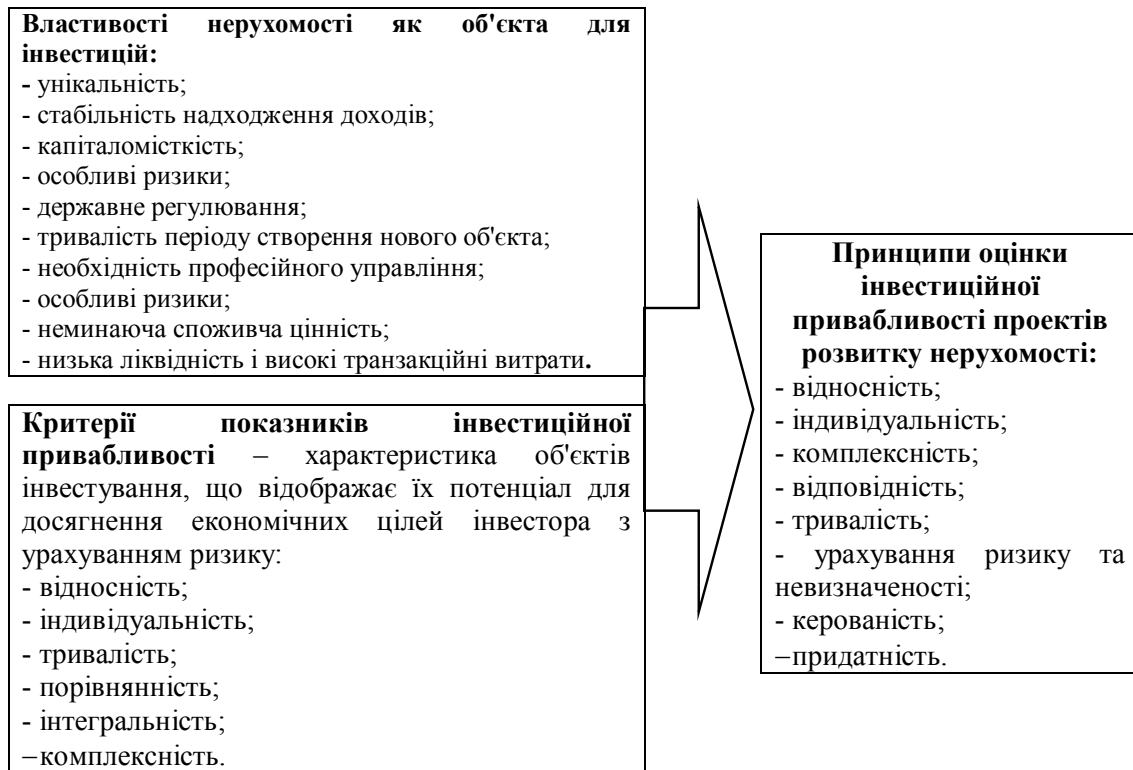 Властивості нерухомості як об'єкта для
інвестицій:
- унікальність;
- стабільність надходження доходів;
- капіталомісткість;
- особливі ризики;
- державне регулювання;
- тривалість періоду створення нового об'єкта;
- необхідність професійного управління;
- особливі ризики;
- неминаюча споживча цінність;
- низька ліквідність і високі транзакційні витрати.
Критерії показників інвестиційної
привабливості – характеристика об'єктів
інвестування, що відображає їх потенціал для
досягнення економічних цілей інвестора з
урахуванням ризику:
- відносність;
- індивідуальність;
- тривалість;
- порівнянність;
- інтегральність;
–комплексність.
Принципи оцінки
інвестиційної
привабливості проектів
розвитку нерухомості:
- відносність;
- індивідуальність;
- комплексність;
- відповідність;
- тривалість;
- урахування ризику та
невизначеності;
- керованість;
–придатність.